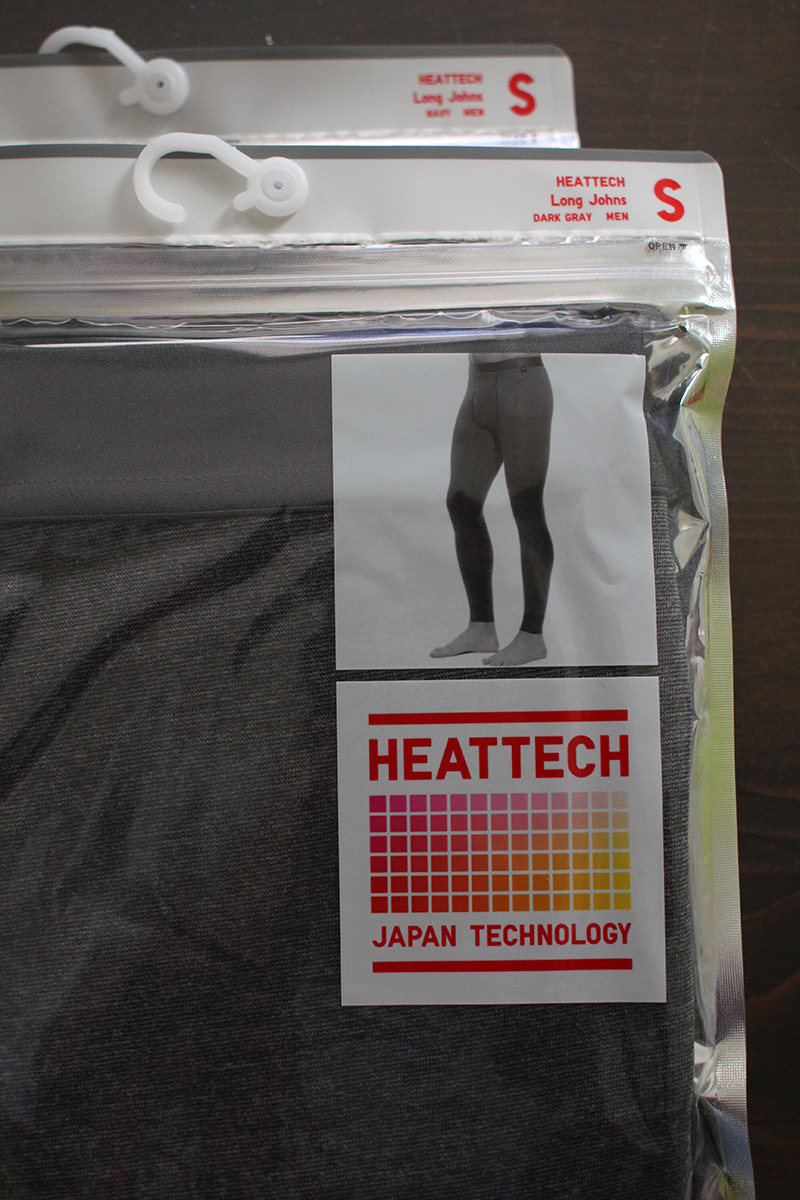 HEATTECH
Long Johns
NAVY MEN
S
HEATTECH
Long Johns
DARK GRAY MEN
S
OPEN
HEATTECH
JAPAN TECHNOLOGY